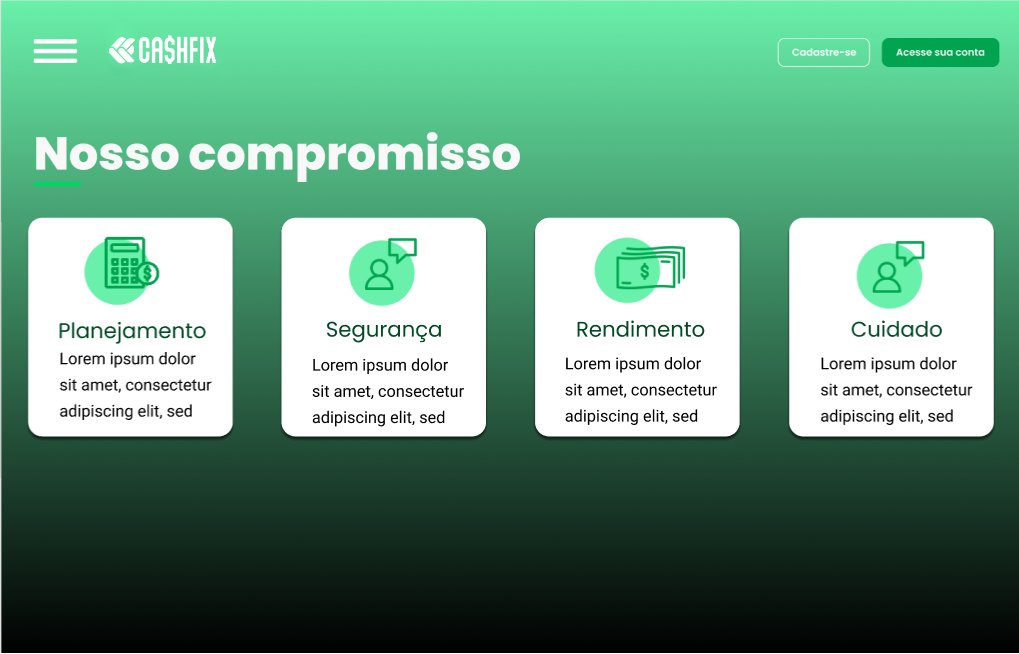 CA$HFIX
Cadastre-se
Acesse sua conta
Nosso compromisso
$
Planejamento
Lorem ipsum dolor
sit amet, consectetur
adipiscing elit, sed
Segurança
Lorem ipsum dolor
sit amet, consectetur
adipiscing elit, sed
$
Rendimento
Lorem ipsum dolor
sit amet, consectetur
adipiscing elit, sed
Cuidado
Lorem ipsum dolor
sit amet, consectetur
adipiscing elit, sed